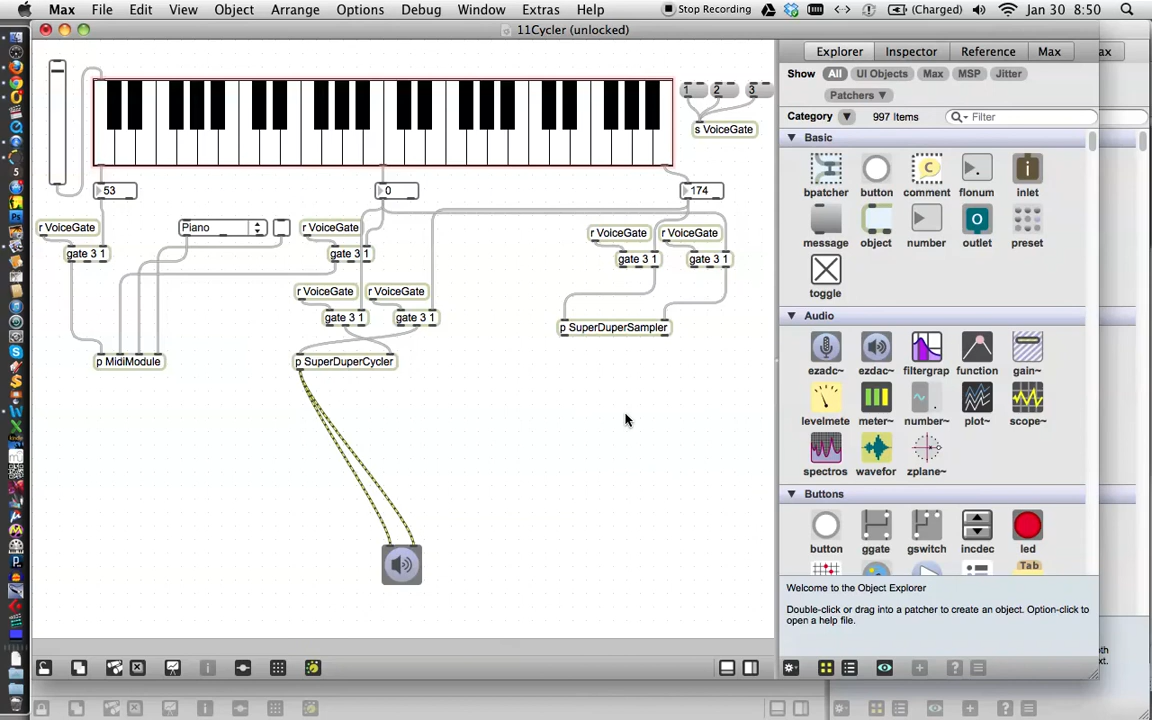 Max File Edit View Object Arrange Options Debug Window Extras Help
Stop Recording (Charged) Jan 30 8:50
11Cycler (unlocked)
1 2 3
s VoiceGate
53 0 174
r VoiceGate
Piano
r VoiceGate
r VoiceGate r VoiceGate
gate 3 1
gate 3 1
gate 3 1 gate 3 1
r VoiceGate r VoiceGate
gate 3 1 gate 3 1
p SuperDuperSampler
p MidiModule
p SuperDuperCycler
Explorer Inspector Reference Max
ax
Show All UI Objects Max MSP Jitter
Patchers ▼
Category ▼ 997 Items Filter
Basic
bpatcher button comment flonum inlet
message object number outlet preset
toggle
Audio
ezadc~ ezdac~ filtergrap function gain~
levelmete meter~ number~ plot~ scope~
spectros wavefor zplane~
Buttons
button ggate gswitch incdec led
Tab
Welcome to the Object Explorer
Double-click or drag into a patcher to create an object. Option-click to
open a help file.